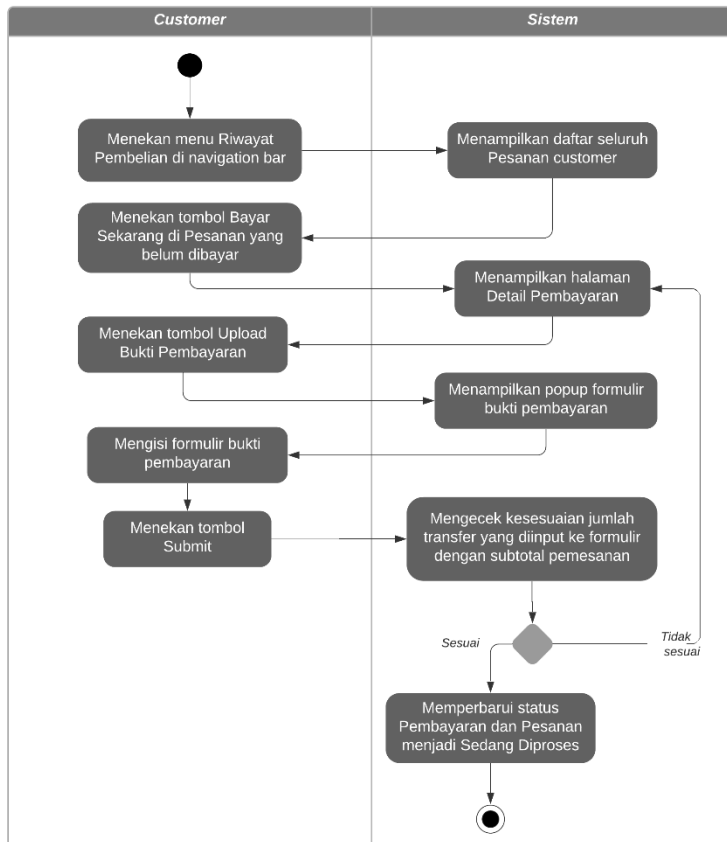 Customer
Sistem
Menekan menu Riwayat
Pembelian di navigation bar
Menampilkan daftar seluruh
Pesanan customer
Menekan tombol Bayar
Sekarang di Pesanan yang
belum dibayar
Menampilkan halaman
Detail Pembayaran
Menekan tombol Upload
Bukti Pembayaran
Menampilkan popup formulir
bukti pembayaran
Mengisi formulir bukti
pembayaran
Menekan tombol
Submit
Mengecek kesesuaian jumlah
transfer yang diinput ke formulir
dengan subtotal pemesanan
Sesuai
Tidak
sesuai
Memperbarui status
Pembayaran dan Pesanan
menjadi Sedang Diproses